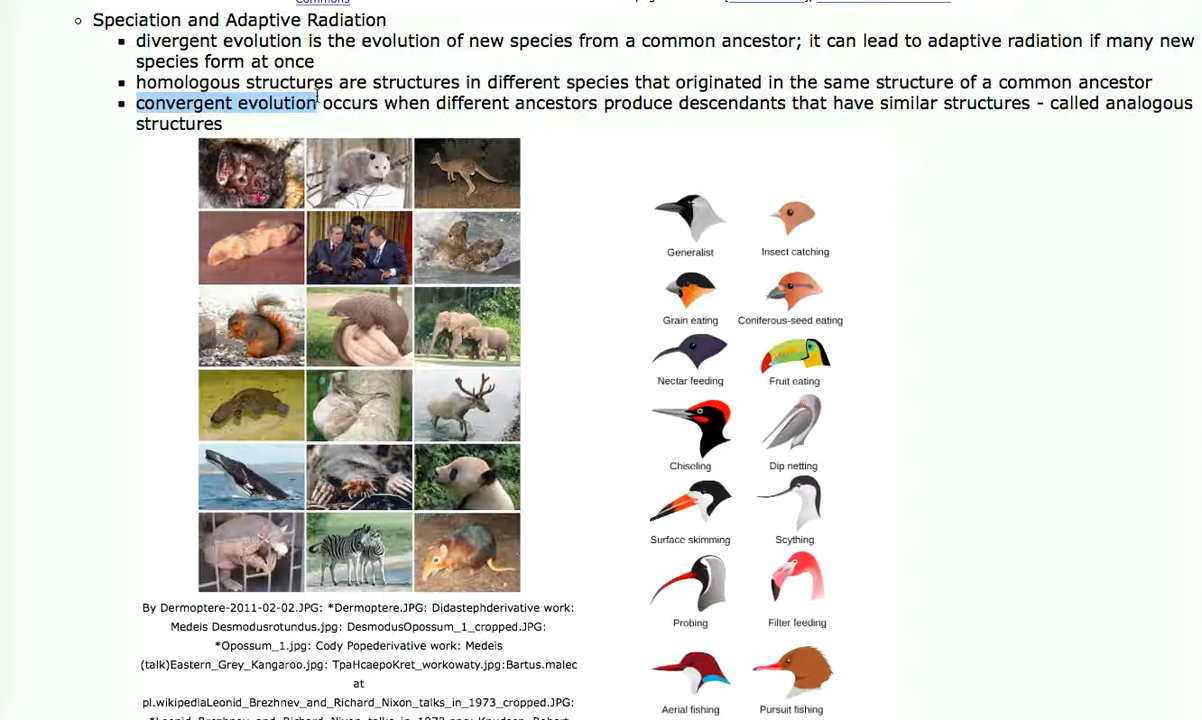 Commons
Speciation and Adaptive Radiation
divergent evolution is the evolution of new species from a common ancestor; it can lead to adaptive radiation if many new
species form at once
homologous structures are structures in different species that originated in the same structure of a common ancestor
convergent evolution occurs when different ancestors produce descendants that have similar structures - called analogous
structures
Generalist
Insect catching
Grain eating
Coniferous-seed eating
Nectar feeding
Fruit eating
Chiseling
Dip netting
Surface skimming
Scything
Probing
Filter feeding
Aerial fishing
Pursuit fishing
By Dermoptere-2011-02-02.JPG: *Dermoptere.JPG: Didastephderivative work:
Medeis Desmodusrotundus.jpg: DesmodusOpossum_1_cropped.JPG:
*Opossum_1.jpg: Cody Popederivative work: Medeis
(talk)Eastern_Grey_Kangaroo.jpg: TpaHcaepoKret_workowaty.jpg:Bartus.malec
at
pl.wikipediaLeonid_Brezhnev_and_Richard_Nixon_talks_in_1973_cropped.JPG:
*Leonid_Brezhnev_and_Richard_Nixon_talks_in_1973.png: Knudsen, Robert